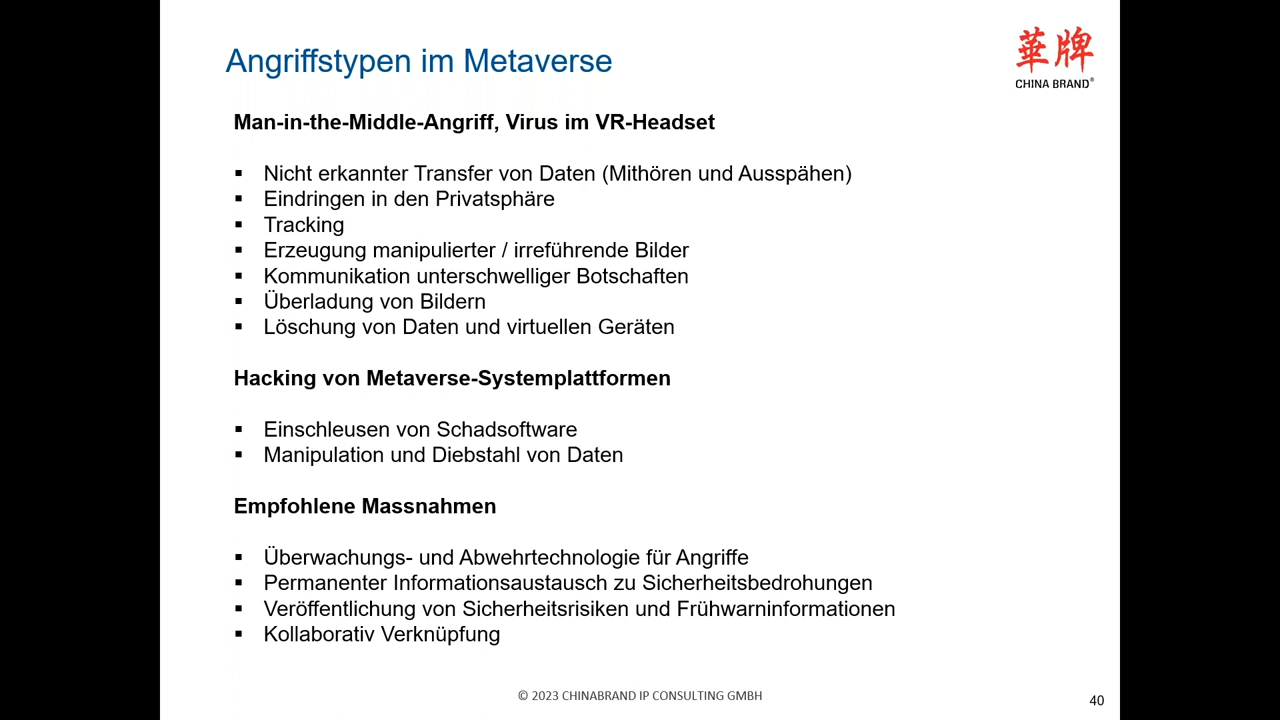 Angriffstypen im Metaverse
華牌
CHINA BRAND®
Man-in-the-Middle-Angriff, Virus im VR-Headset
▪ Nicht erkannter Transfer von Daten (Mithören und Ausspähen)
▪ Eindringen in den Privatsphäre
▪ Tracking
▪ Erzeugung manipulierter / irreführende Bilder
▪ Kommunikation unterschwelliger Botschaften
▪ Überladung von Bildern
▪ Löschung von Daten und virtuellen Geräten
Hacking von Metaverse-Systemplattformen
▪ Einschleusen von Schadsoftware
▪ Manipulation und Diebstahl von Daten
Empfohlene Massnahmen
▪ Überwachungs- und Abwehrtechnologie für Angriffe
▪ Permanenter Informationsaustausch zu Sicherheitsbedrohungen
▪ Veröffentlichung von Sicherheitsrisiken und Frühwarninformationen
▪ Kollaborativ Verknüpfung
© 2023 CHINABRAND IP CONSULTING GMBH
40